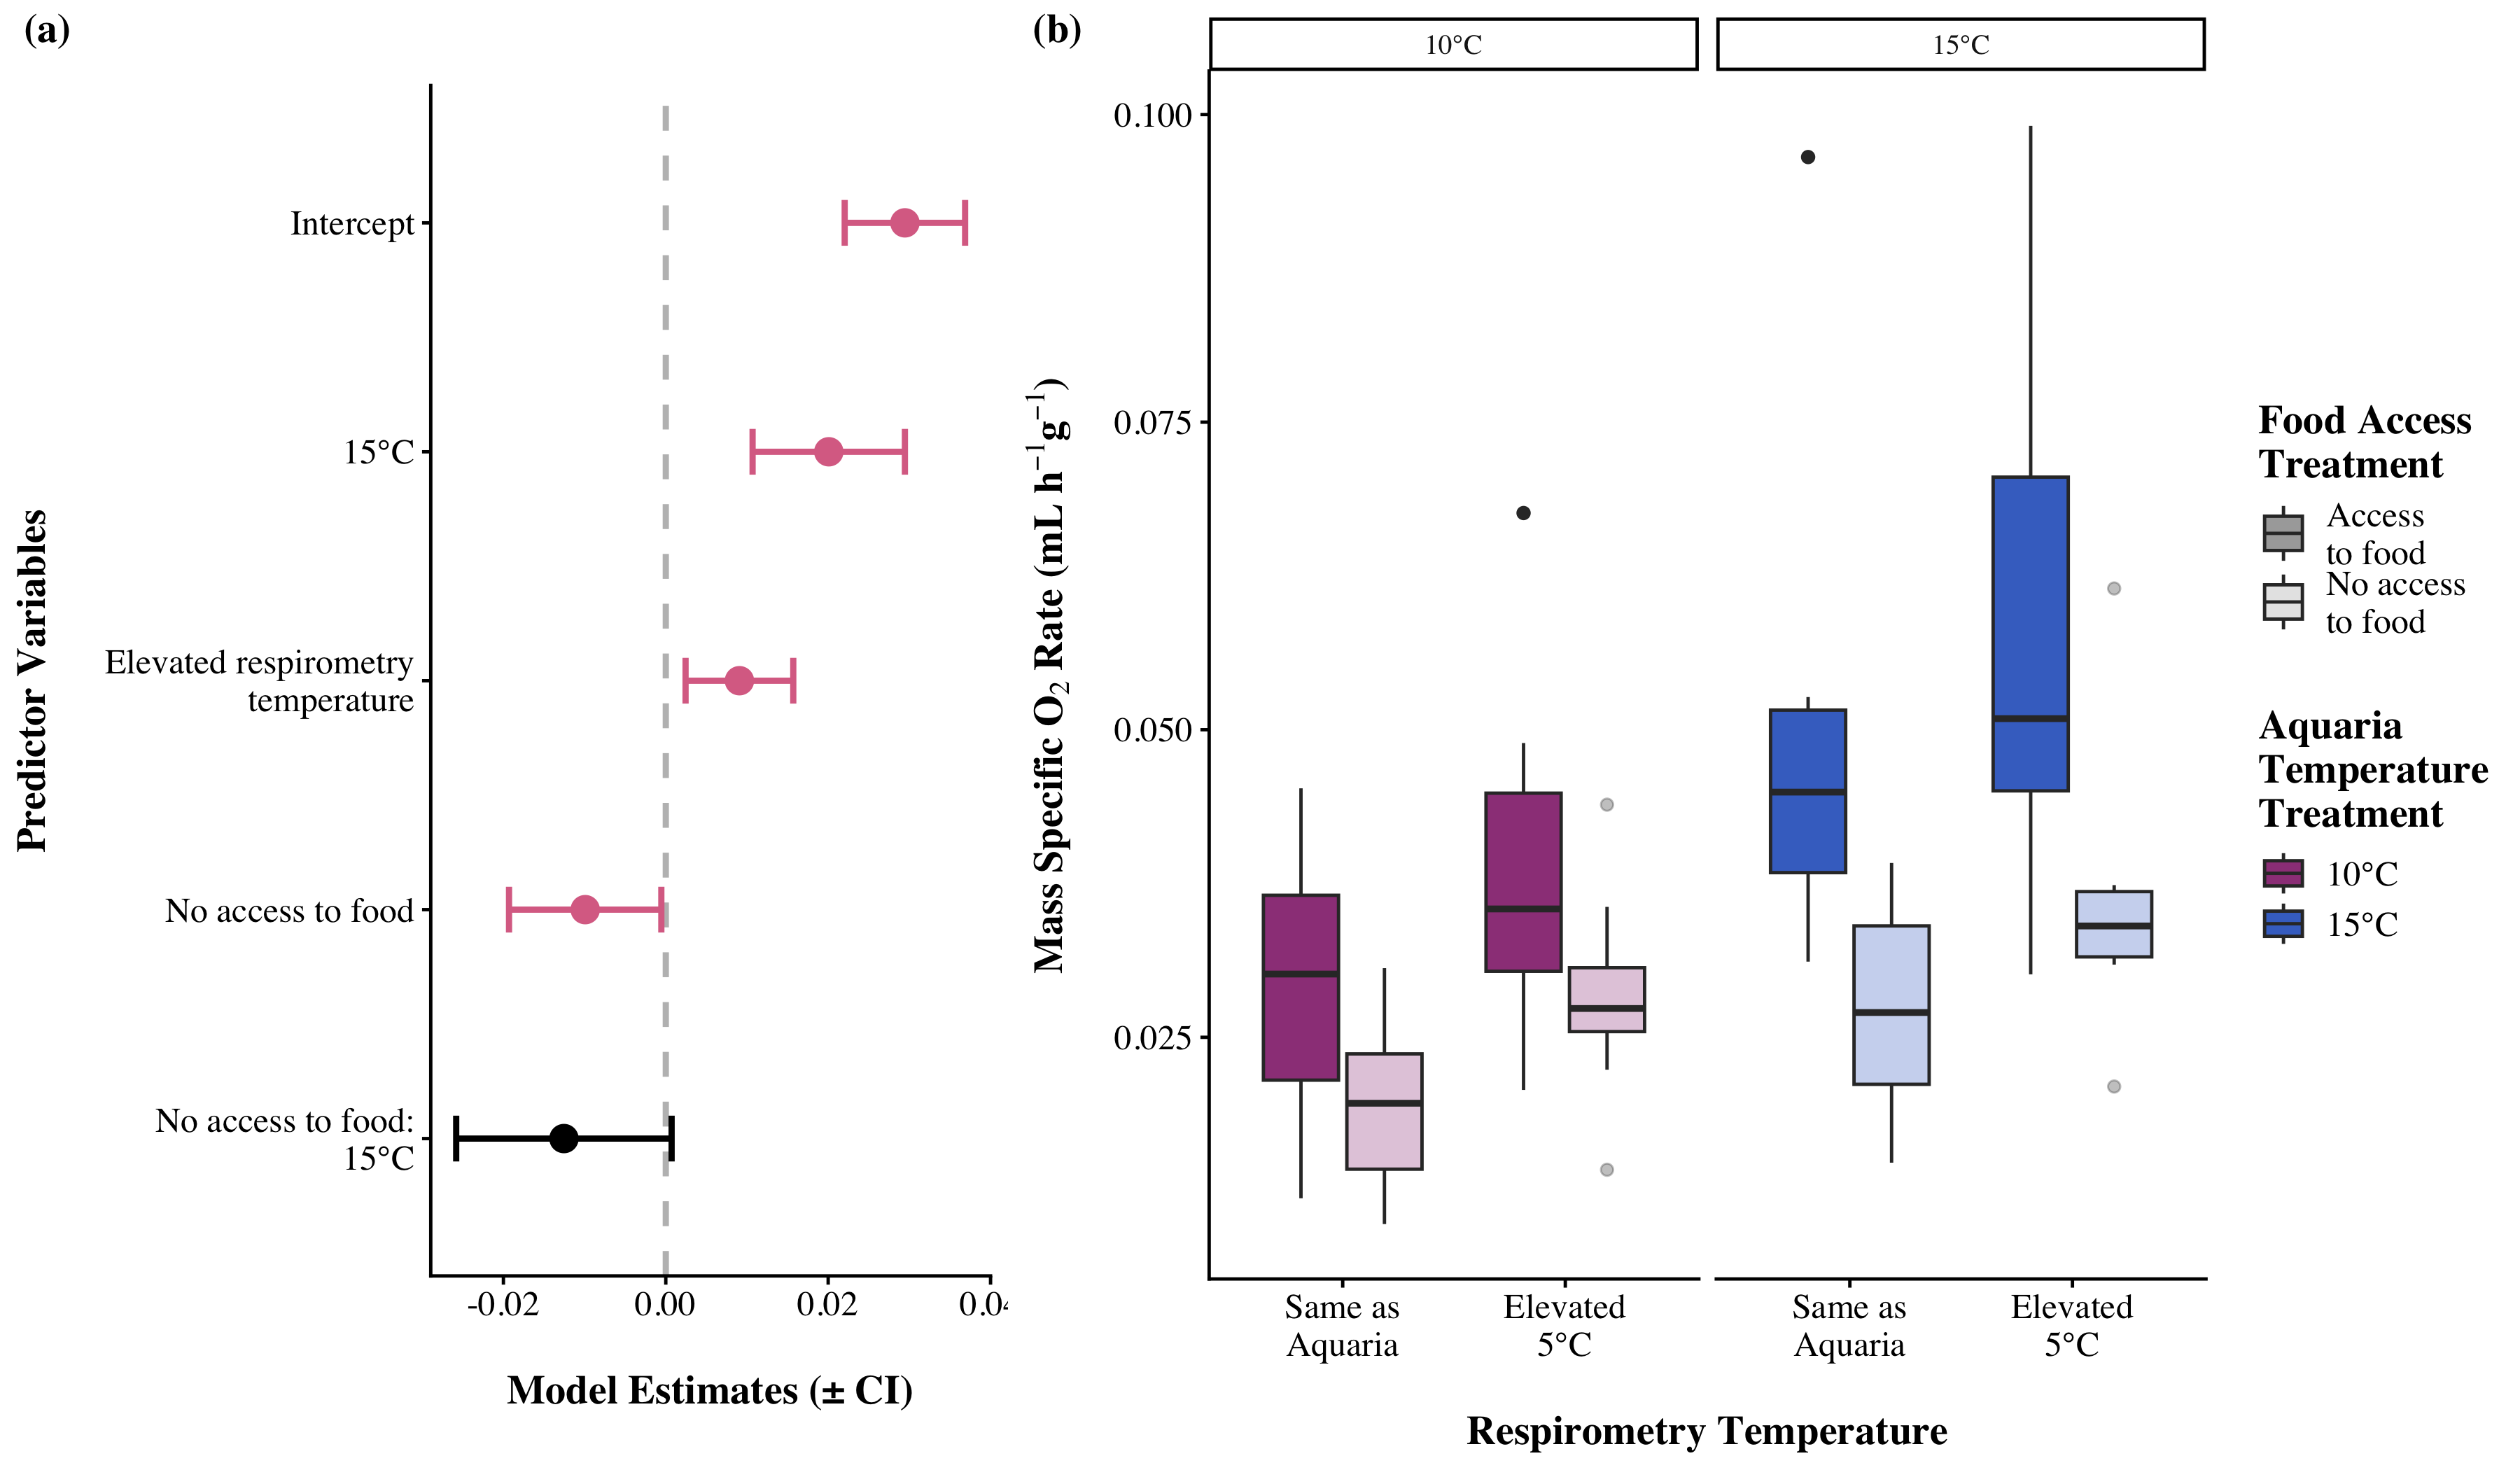 (a)
Predictor Variables
Intercept
15°C
Elevated respirometry
temperature
No access to food
No access to food:
15°C
-0.02 0.00 0.02 0.0
Model Estimates (± CI)
(b)
10°C 15°C
Mass Specific O₂ Rate (mL h⁻¹g⁻¹)
0.100
0.075
0.050
0.025
Same as
Aquaria
Elevated
5°C
Same as
Aquaria
Elevated
5°C
Respirometry Temperature
Food Access
Treatment
Access
to food
No access
to food
Aquaria
Temperature
Treatment
10°C
15°C